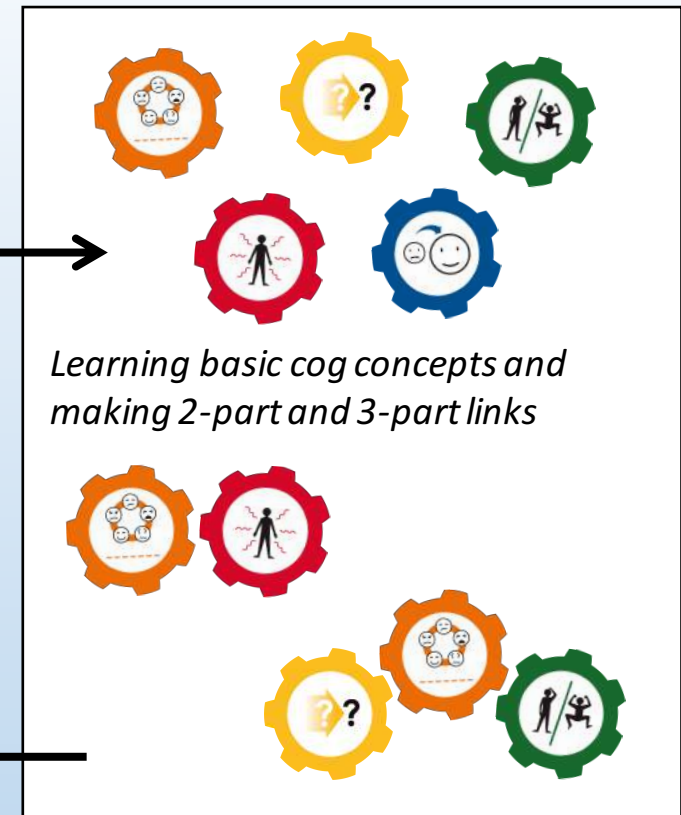 ? ?
Learning basic cog concepts and
making 2-part and 3-part links
? ?